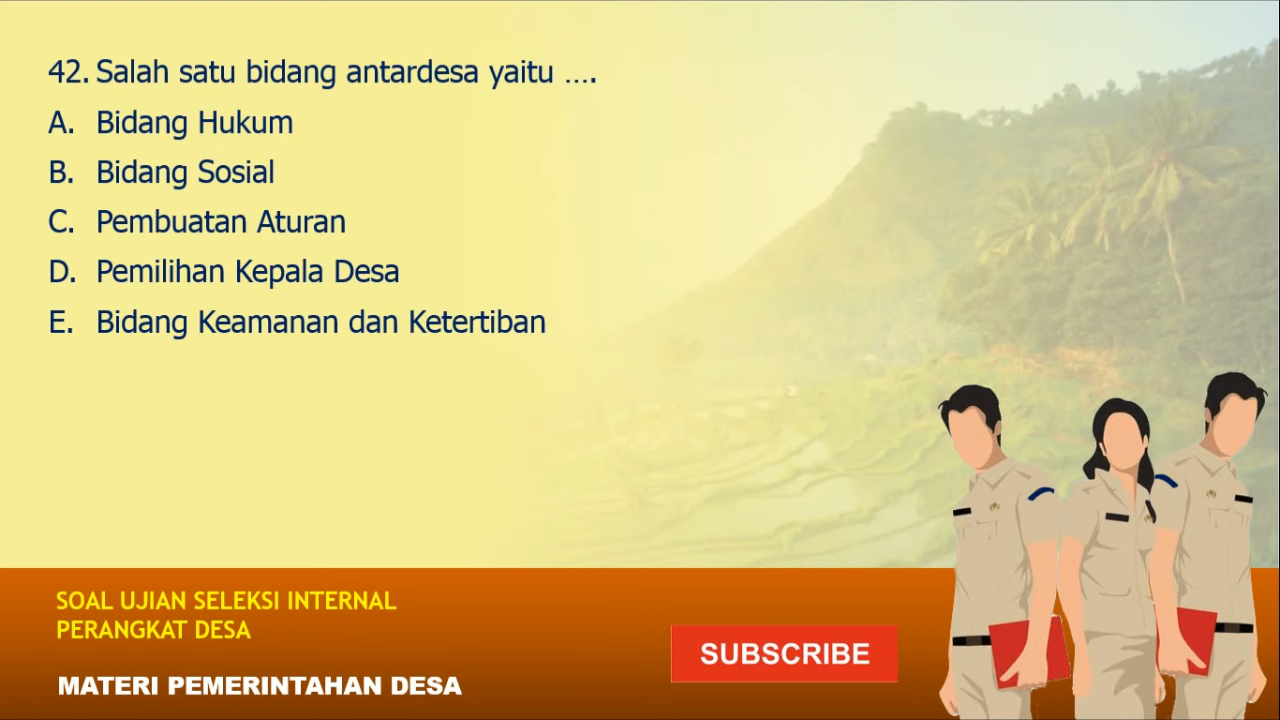 42. Salah satu bidang antardesa yaitu ….
A. Bidang Hukum
B. Bidang Sosial
C. Pembuatan Aturan
D. Pemilihan Kepala Desa
E. Bidang Keamanan dan Ketertiban
SOAL UJIAN SELEKSI INTERNAL
PERANGKAT DESA
MATERI PEMERINTAHAN DESA
SUBSCRIBE